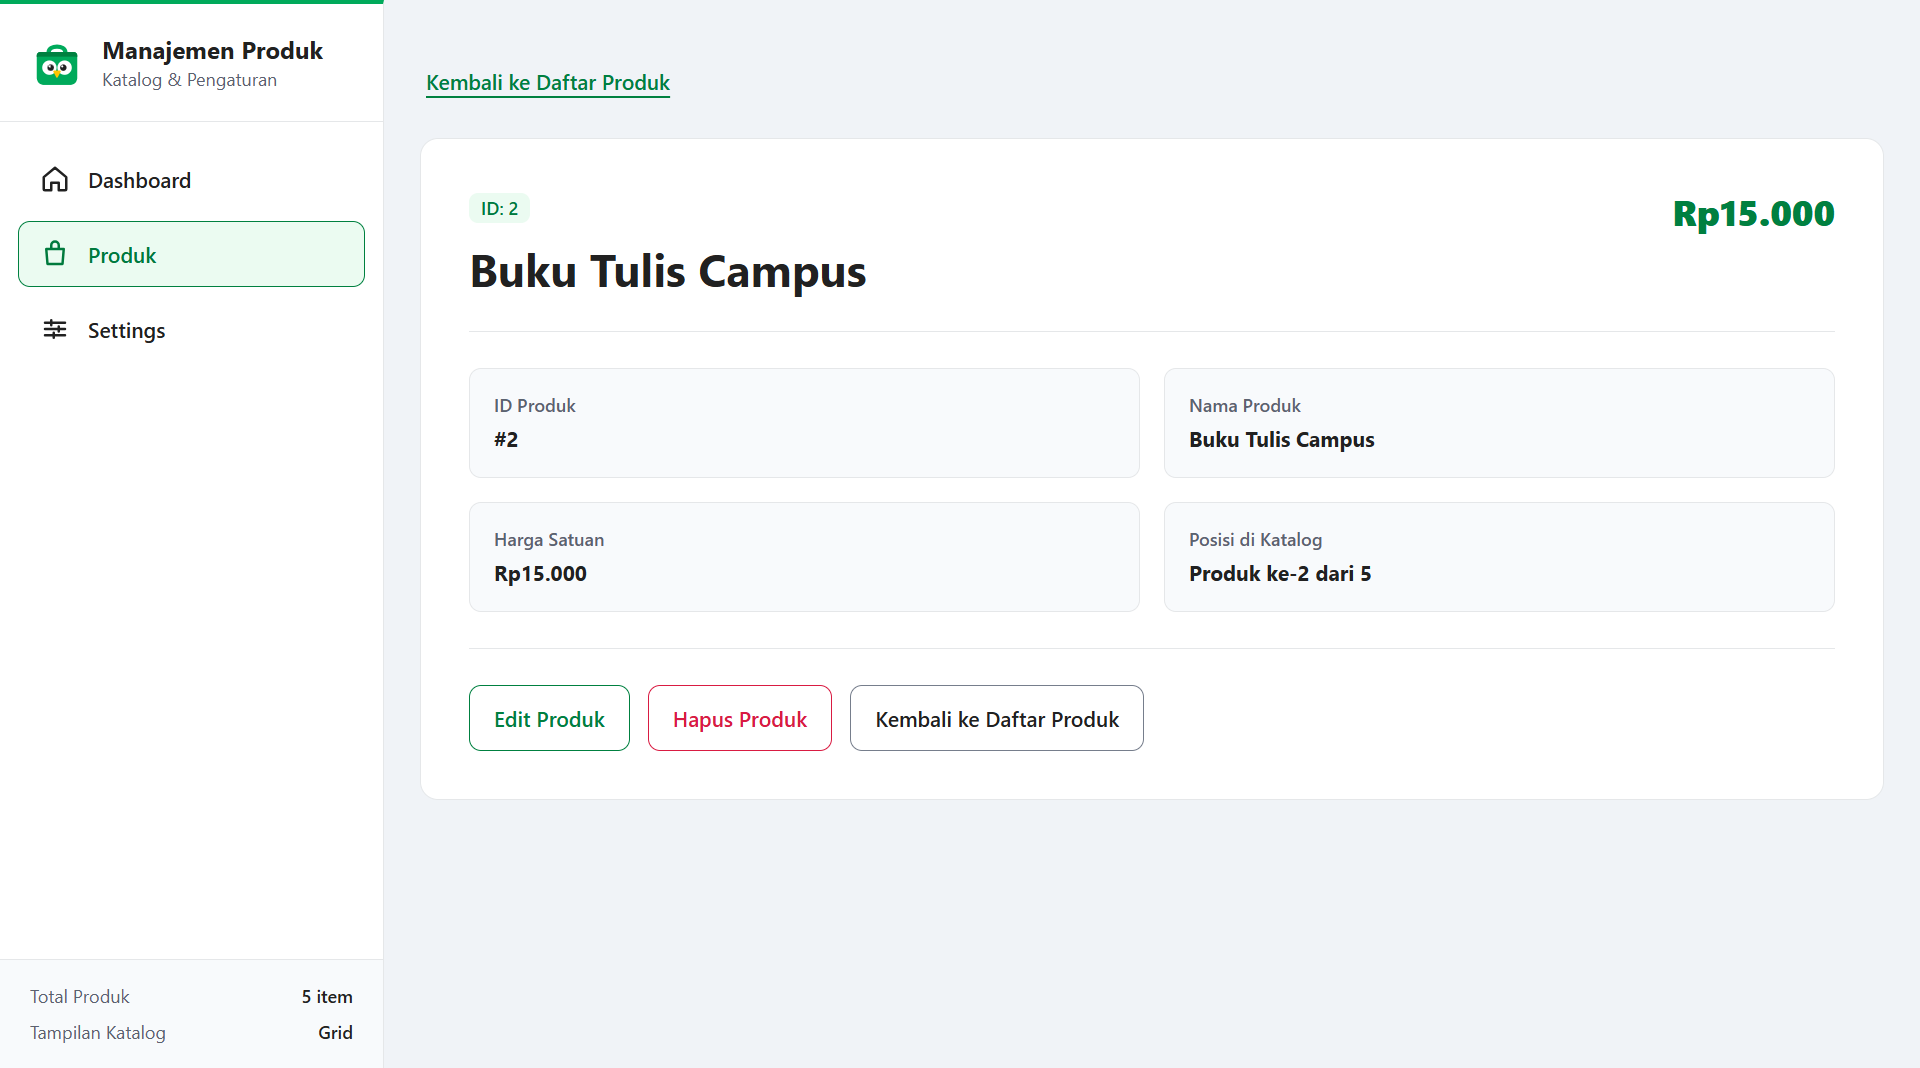 Manajemen Produk
Katalog & Pengaturan
Dashboard
Produk
Settings
Total Produk 5 item
Tampilan Katalog Grid
Kembali ke Daftar Produk
ID: 2
Rp15.000
Buku Tulis Campus
ID Produk
#2
Nama Produk
Buku Tulis Campus
Harga Satuan
Rp15.000
Posisi di Katalog
Produk ke-2 dari 5
Edit Produk
Hapus Produk
Kembali ke Daftar Produk